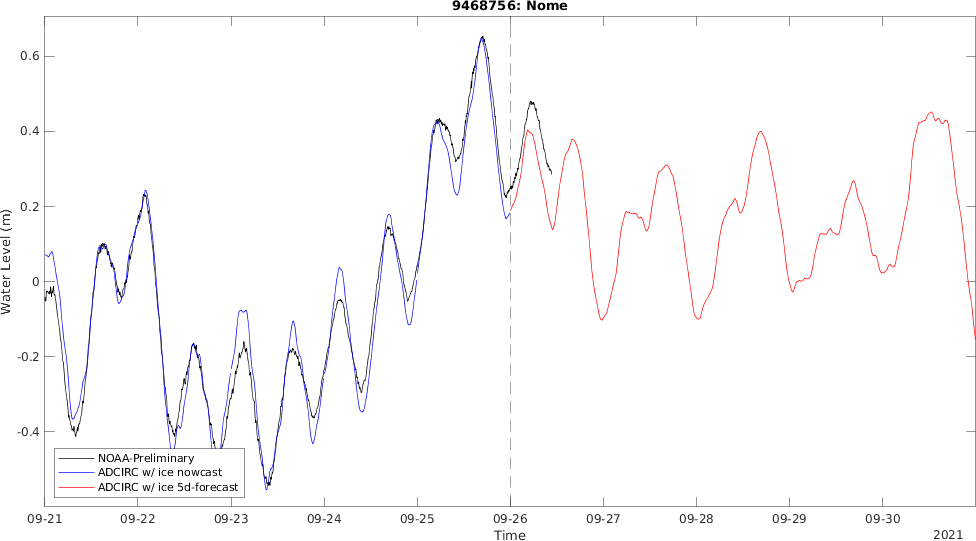 9468756: Nome
Water Level (m)
0.6
0.4
0.2
0
-0.2
-0.4
NOAA-Preliminary
ADCIRC w/ ice nowcast
ADCIRC w/ ice 5d-forecast
09-21 09-22 09-23 09-24 09-25 09-26 09-27 09-28 09-29 09-30
Time
2021